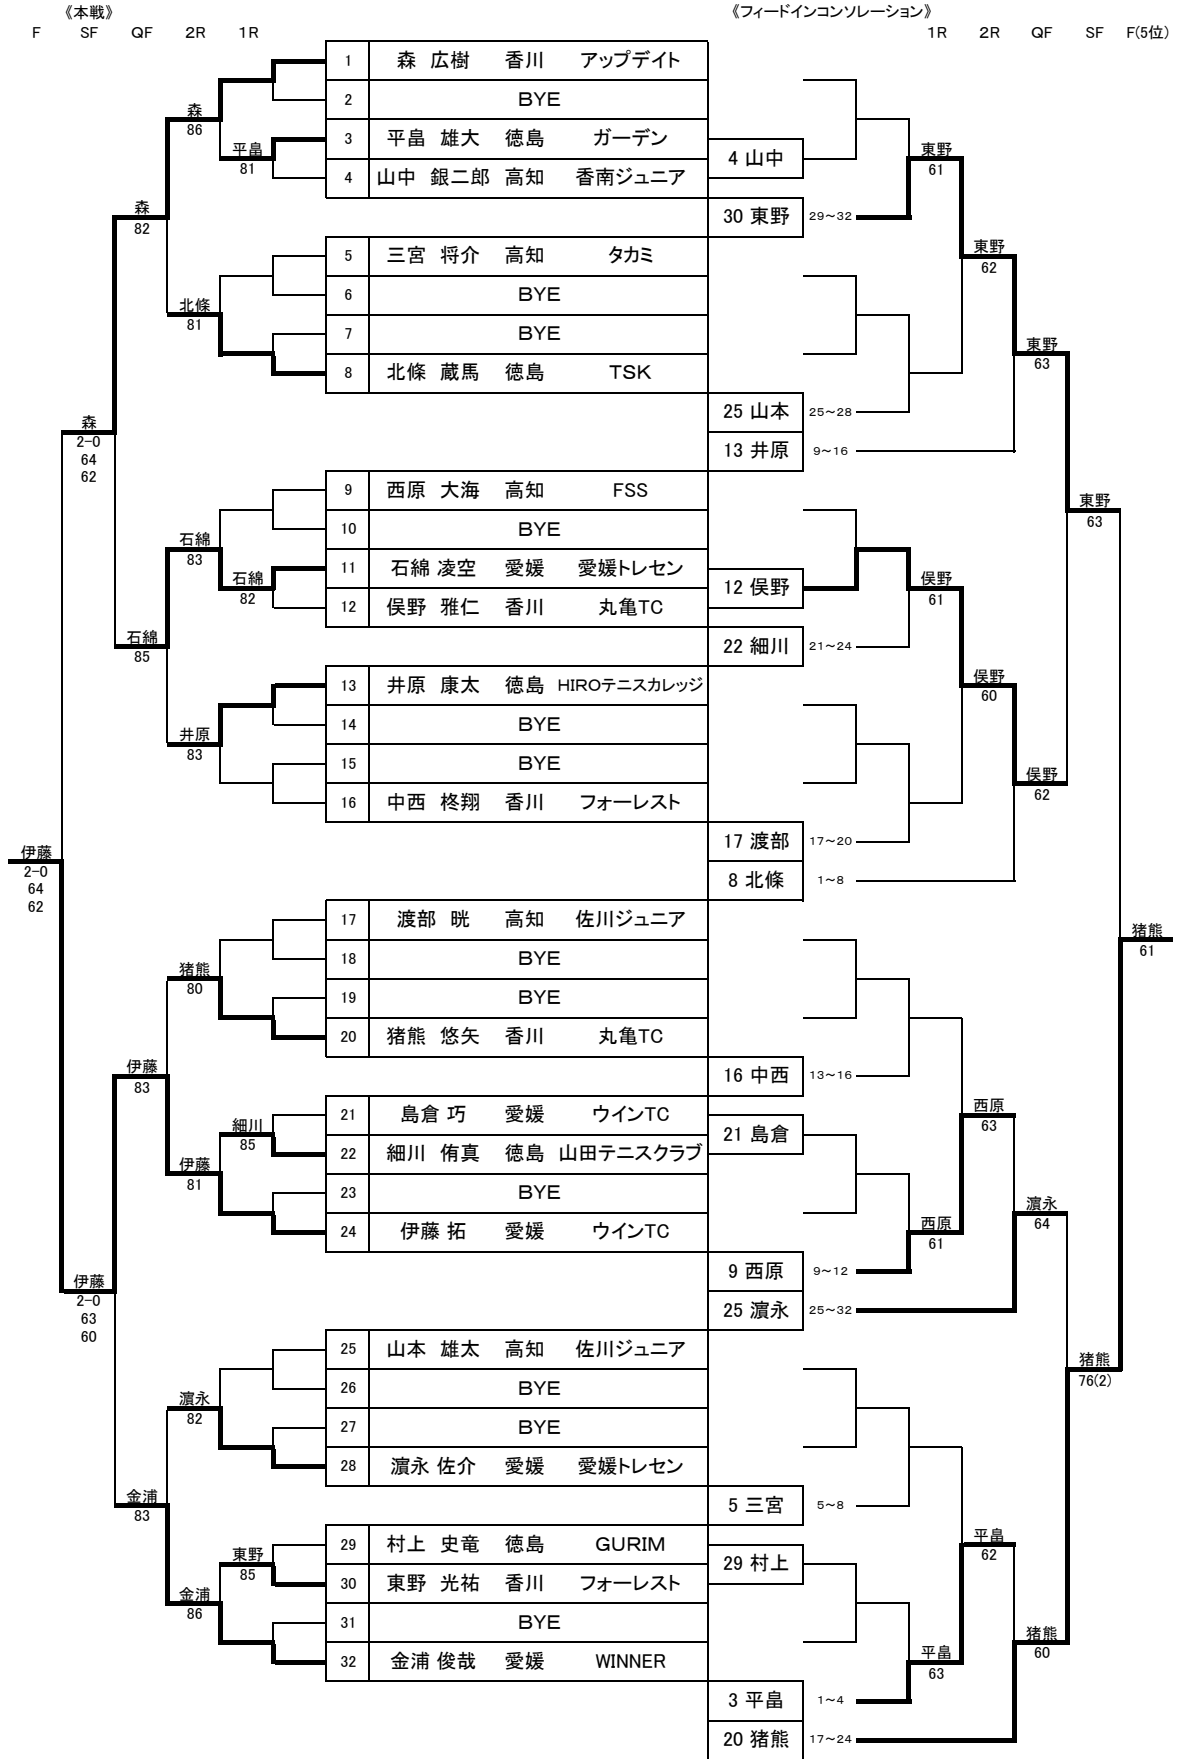 《本戦》 《フィードインコンソレーション》
F SF QF 2R 1R 1R 2R QF SF F(5位)
1 森 広樹 香川 アップデイト
2 BYE
3 平畠 雄大 徳島 ガーデン
4 山中 銀二郎 高知 香南ジュニア
5 三宮 将介 高知 タカミ
6 BYE
7 BYE
8 北條 蔵馬 徳島 TSK
9 西原 大海 高知 FSS
10 BYE
11 石綿 凌空 愛媛 愛媛トレセン
12 俣野 雅仁 香川 丸亀TC
13 井原 康太 徳島 HIROテニスカレッジ
14 BYE
15 BYE
16 中西 柊翔 香川 フォーレスト
17 渡部 晄 高知 佐川ジュニア
18 BYE
19 BYE
20 猪熊 悠矢 香川 丸亀TC
21 島倉 巧 愛媛 ウインTC
22 細川 侑真 徳島 山田テニスクラブ
23 BYE
24 伊藤 拓 愛媛 ウインTC
25 山本 雄太 高知 佐川ジュニア
26 BYE
27 BYE
28 濵永 佐介 愛媛 愛媛トレセン
29 村上 史竜 徳島 GURIM
30 東野 光祐 香川 フォーレスト
31 BYE
32 金浦 俊哉 愛媛 WINNER
平畠
81
石綿
82
細川
85
東野
85
森
86
北條
81
石綿
83
井原
83
猪熊
80
伊藤
81
濵永
82
金浦
86
森
82
石綿
85
伊藤
83
金浦
83
森
2-0
64
62
伊藤
2-0
63
60
伊藤
2-0
64
62
4 山中
30 東野 29~32
25 山本 25~28
13 井原 9~16
12 俣野
22 細川 21~24
17 渡部 17~20
8 北條 1~8
16 中西 13~16
21 島倉
9 西原 9~12
25 濵永 25~32
5 三宮 5~8
29 村上
3 平畠 1~4
20 猪熊 17~24
東野
61
俣野
61
西原
61
平畠
63
東野
62
俣野
60
西原
63
平畠
62
東野
63
俣野
62
濵永
64
猪熊
60
東野
63
猪熊
76(2)
猪熊
61